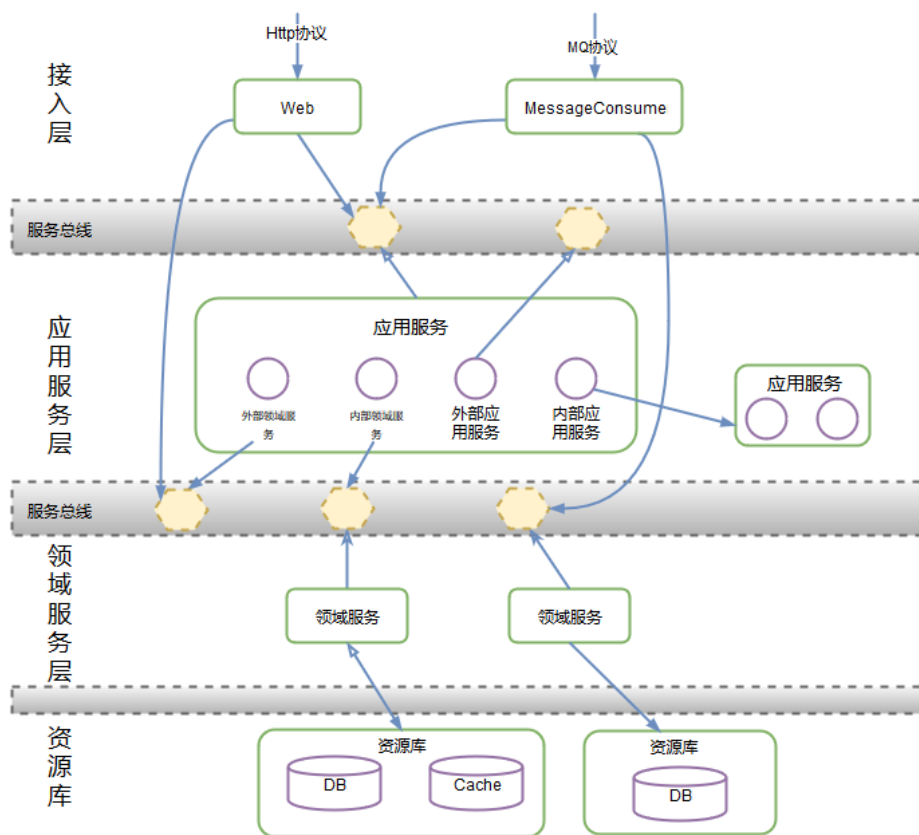 Http协议
MQ协议
接
入
层
Web
MessageConsume
服务总线
应
用
服
务
层
应用服务
外部领域服
务
内部领域服
务
外部应
用服务
内部应
用服务
应用服务
服务总线
领
域
服
务
层
领域服务
领域服务
资
源
库
资源库
DB
Cache
资源库
DB